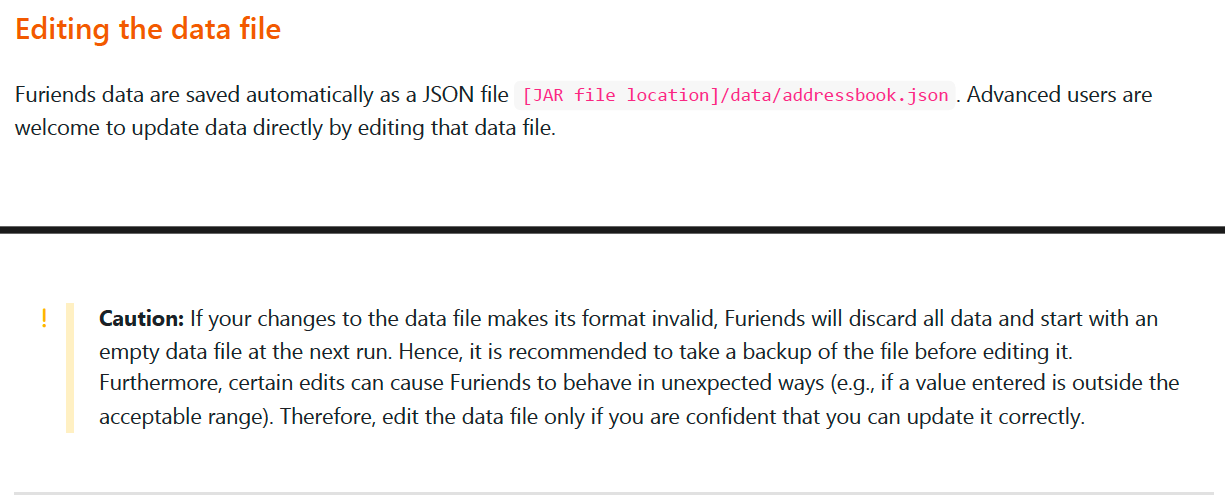 Editing the data file
Furiends data are saved automatically as a JSON file [JAR file location]/data/addressbook.json. Advanced users are
welcome to update data directly by editing that data file.
! Caution: If your changes to the data file makes its format invalid, Furiends will discard all data and start with an
empty data file at the next run. Hence, it is recommended to take a backup of the file before editing it.
Furthermore, certain edits can cause Furiends to behave in unexpected ways (e.g., if a value entered is outside the
acceptable range). Therefore, edit the data file only if you are confident that you can update it correctly.